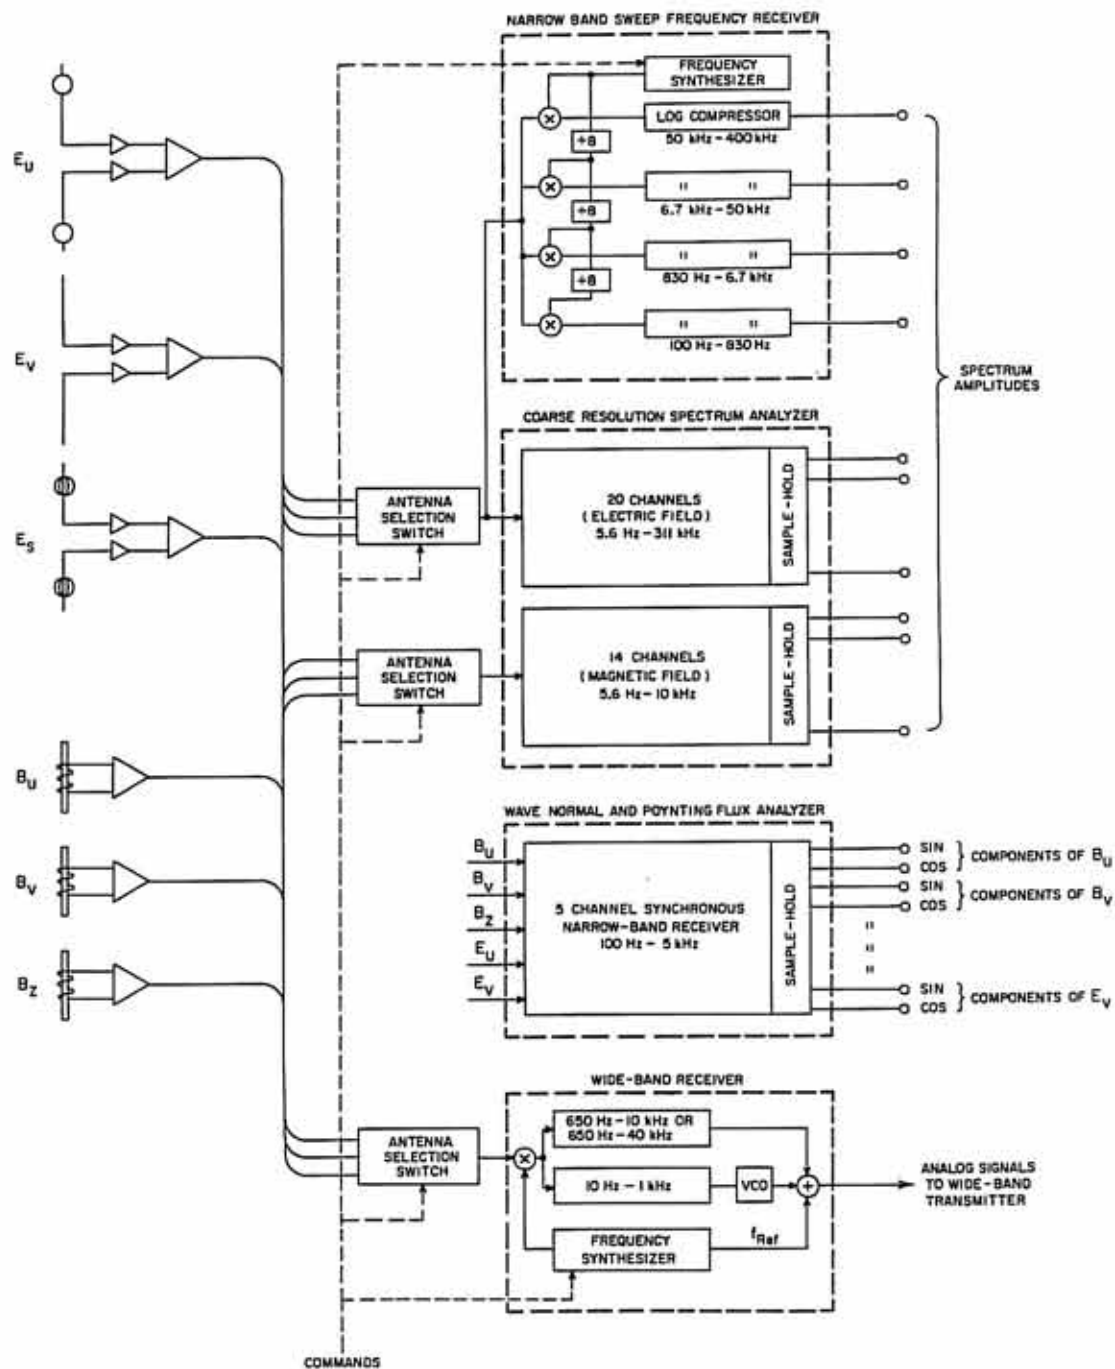 NARROW BAND SWEEP FREQUENCY RECEIVER
FREQUENCY
SYNTHESIZER
LOG COMPRESSOR
50 kHz – 400 kHz
÷8
" "
6.7 kHz – 50 kHz
÷8
" "
830 Hz – 6.7 kHz
÷8
" "
100 Hz – 830 Hz
E_U
E_V
E_S
SPECTRUM
AMPLITUDES
COARSE RESOLUTION SPECTRUM ANALYZER
ANTENNA
SELECTION
SWITCH
20 CHANNELS
(ELECTRIC FIELD)
5.6 Hz – 311 kHz
SAMPLE – HOLD
ANTENNA
SELECTION
SWITCH
14 CHANNELS
(MAGNETIC FIELD)
5.6 Hz – 10 kHz
SAMPLE – HOLD
B_U
B_V
B_Z
WAVE NORMAL AND POYNTING FLUX ANALYZER
B_U
B_V
B_Z
E_U
E_V
5 CHANNEL SYNCHRONOUS
NARROW-BAND RECEIVER
100 Hz – 5 kHz
SAMPLE – HOLD
SIN
COS
COMPONENTS OF B_U
SIN
COS
COMPONENTS OF B_V
"
"
"
"
"
"
SIN
COS
COMPONENTS OF E_V
WIDE-BAND RECEIVER
ANTENNA
SELECTION
SWITCH
650 Hz – 10 kHz OR
650 Hz – 40 kHz
10 Hz – 1 kHz
VCO
FREQUENCY
SYNTHESIZER
f_Ref
ANALOG SIGNALS
TO WIDE-BAND
TRANSMITTER
COMMANDS